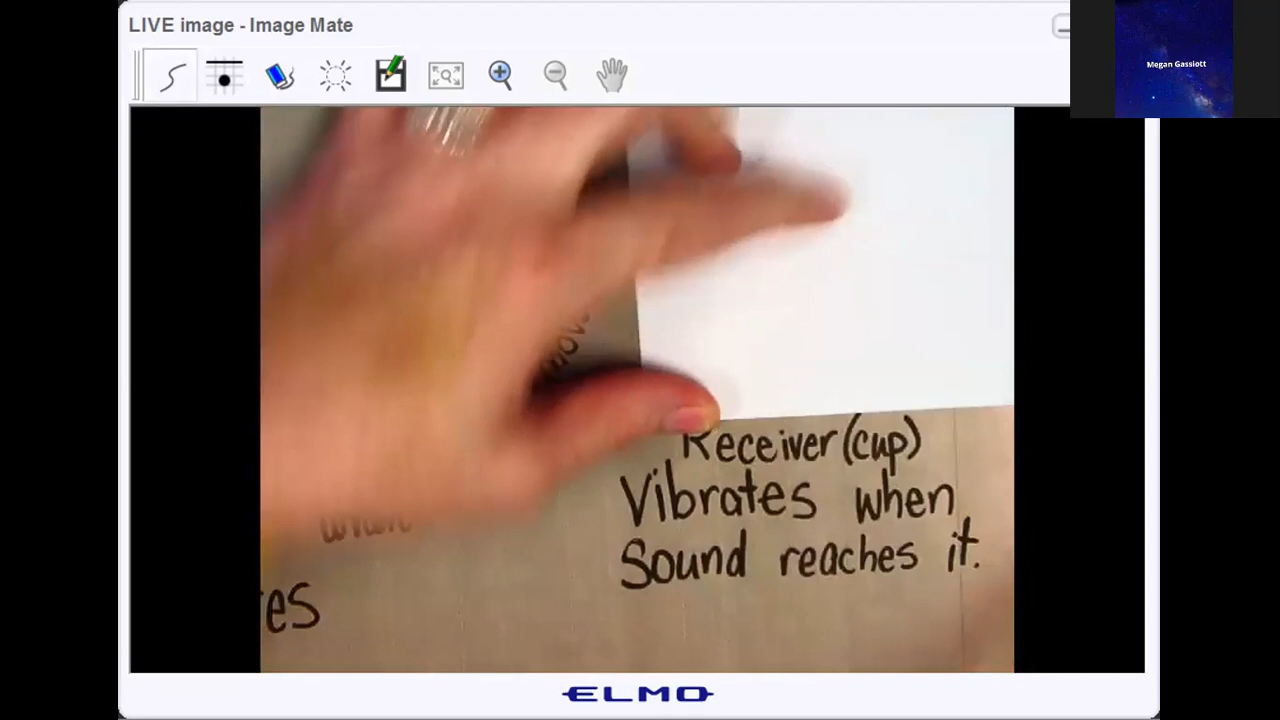 LIVE image - Image Mate
Megan Gassiott
Receiver (cup)
Vibrates when
Sound reaches it.
ELMO